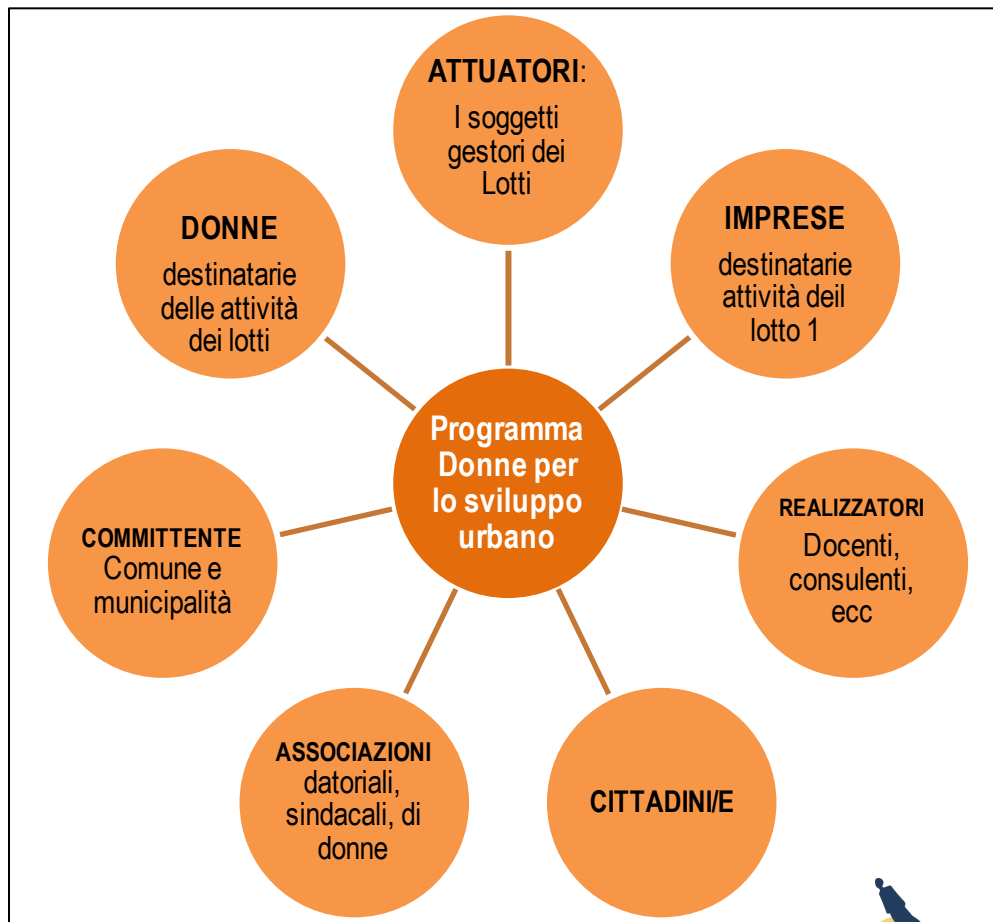 ATTUATORI:
I soggetti
gestori dei
Lotti
IMPRESE
destinatarie
attività deil
lotto 1
REALIZZATORI
Docenti,
consulenti,
ecc
CITTADINI/E
ASSOCIAZIONI
datoriali,
sindacali, di
donne
COMMITTENTE
Comune e
municipalità
DONNE
destinatarie
delle attività
dei lotti
Programma
Donne per
lo sviluppo
urbano